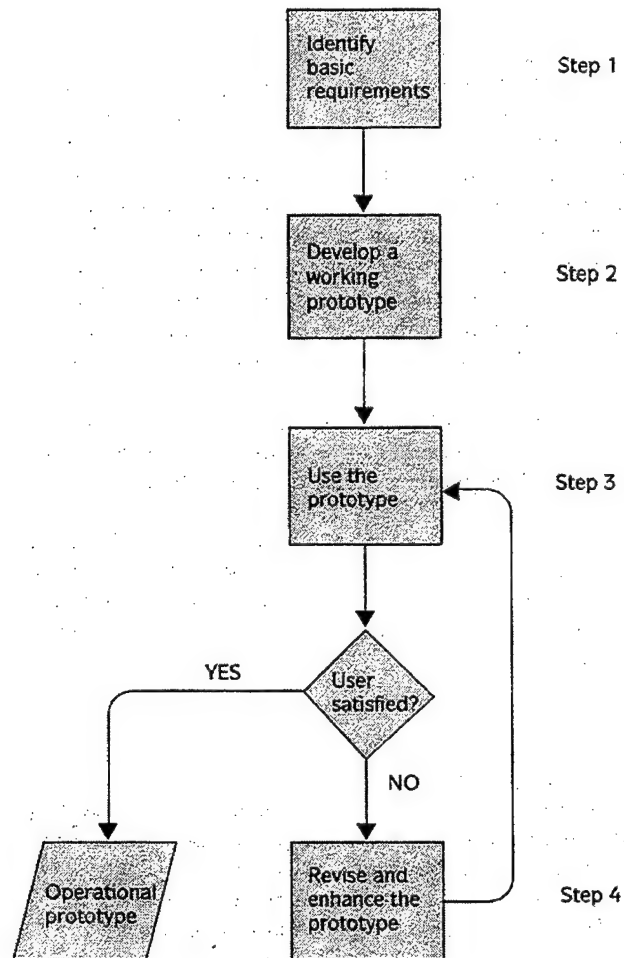 Identify
basic
requirements
Step 1
Develop a
working
prototype
Step 2
Use the
prototype
Step 3
User
satisfied?
YES
NO
Operational
prototype
Revise and
enhance the
prototype
Step 4